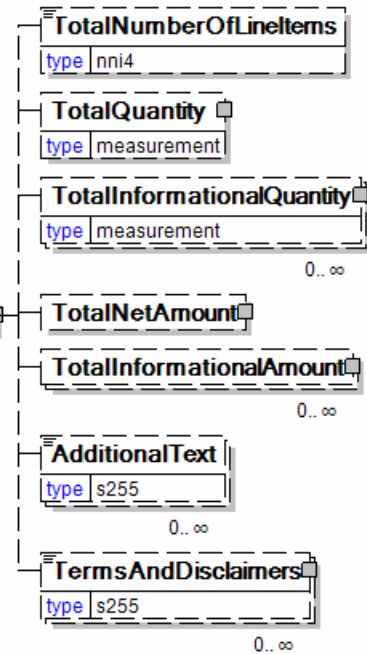 TotalNumberOfLineItems
type nni4
TotalQuantity
type measurement
TotalInformationalQuantity
type measurement
0.. ∞
TotalNetAmount
TotalInformationalAmount
0.. ∞
AdditionalText
type s255
0.. ∞
TermsAndDisclaimers
type s255
0.. ∞